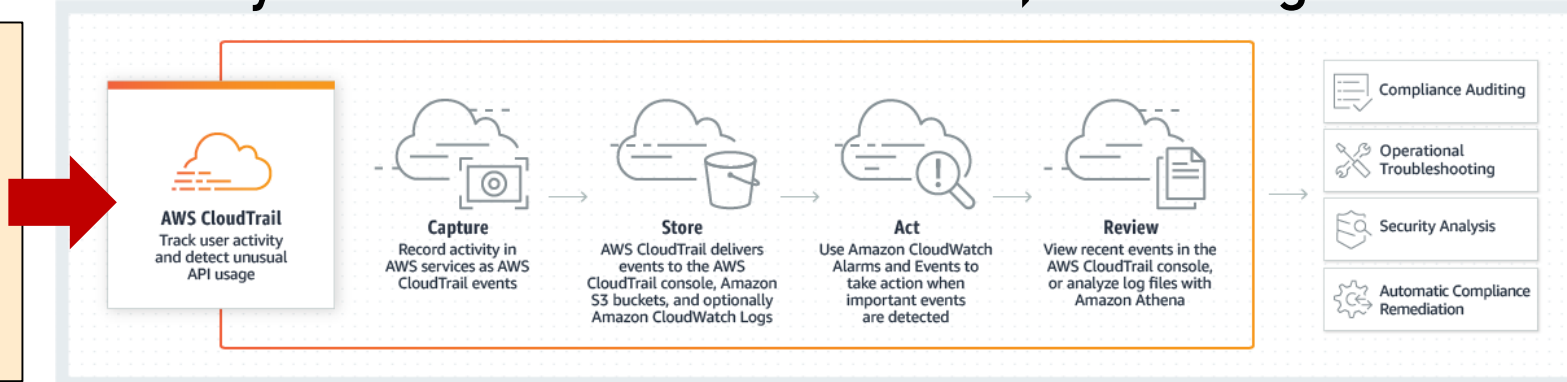 AWS CloudTrail
Track user activity
and detect unusual
API usage
Capture
Record activity in
AWS services as AWS
CloudTrail events
Store
AWS CloudTrail delivers
events to the AWS
CloudTrail console, Amazon
S3 buckets, and optionally
Amazon CloudWatch Logs
Act
Use Amazon CloudWatch
Alarms and Events to
take action when
important events
are detected
Review
View recent events in the
AWS CloudTrail console,
or analyze log files with
Amazon Athena
Compliance Auditing
Operational
Troubleshooting
Security Analysis
Automatic Compliance
Remediation